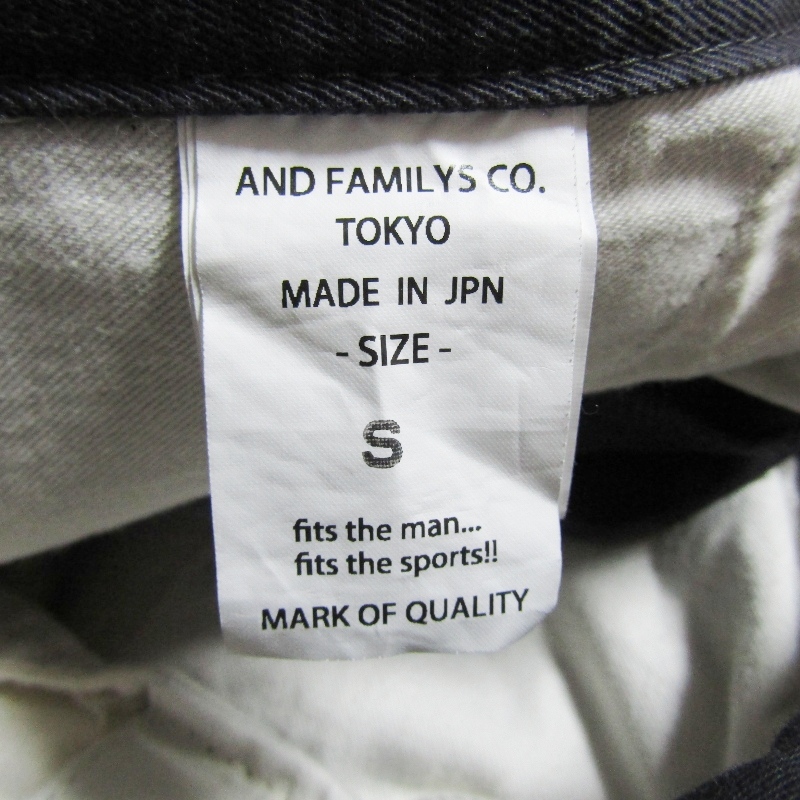 AND FAMILYS CO.
TOKYO
MADE IN JPN
- SIZE -
S
fits the man...
fits the sports!!
MARK OF QUALITY